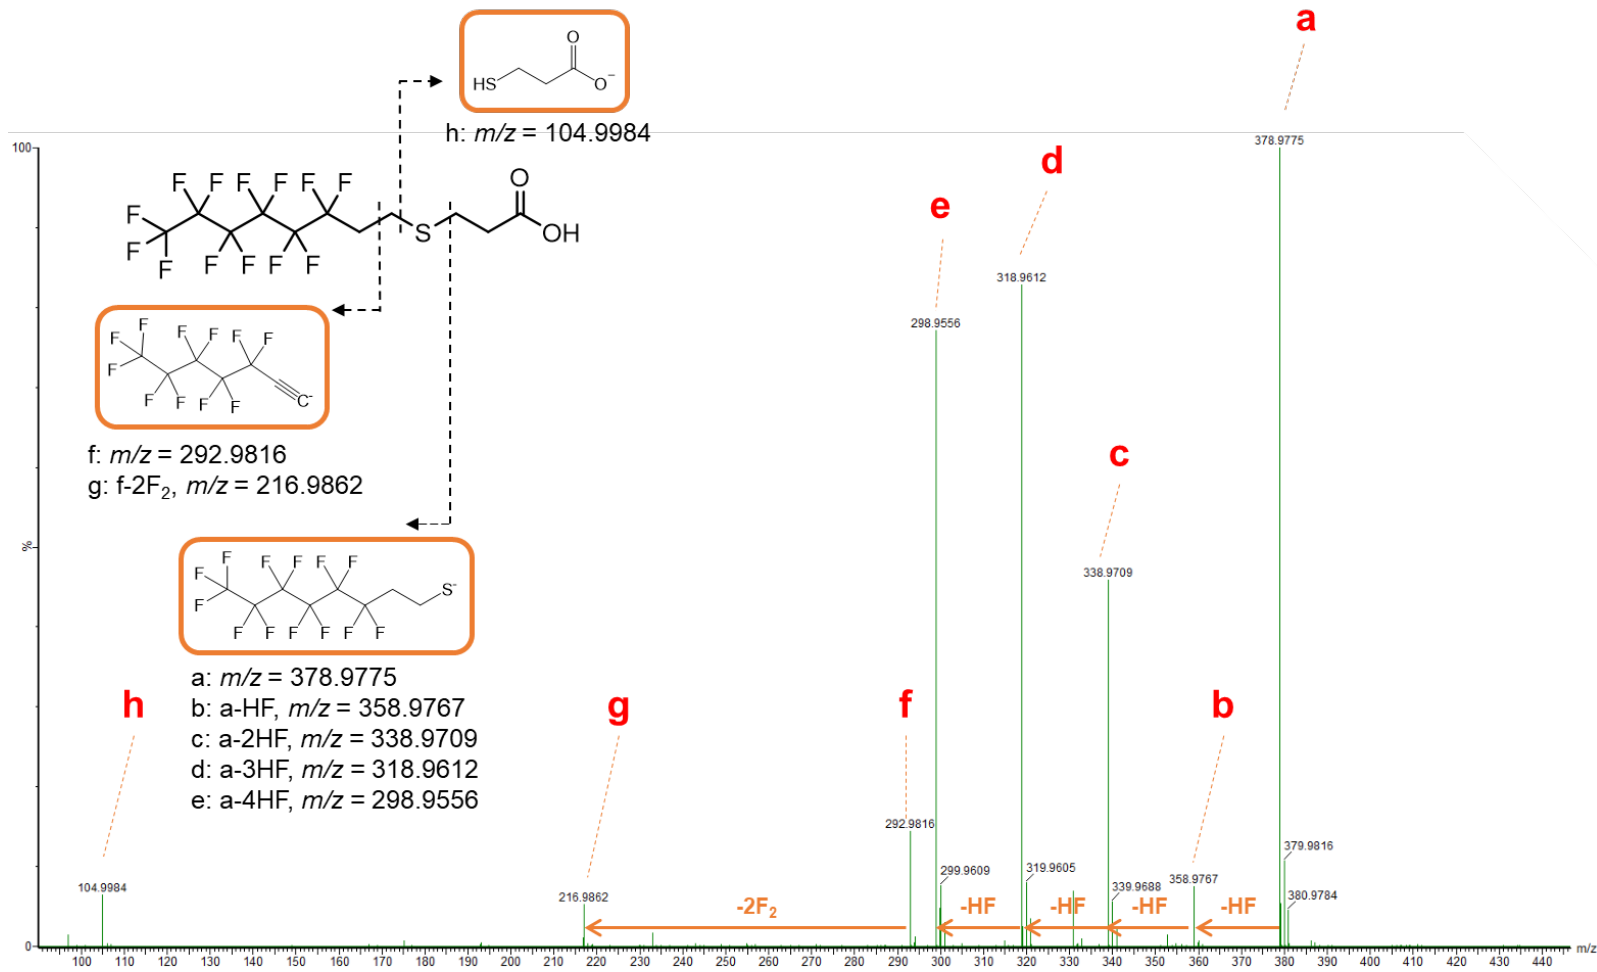 a
O
HS
O⁻
h: m/z = 104.9984
100
378.9775
d
F F F F F F
O
F
S
OH
F
F F F F F
e
318.9612
298.9556
F
F F F F F
F
F F F F
C⁻
f: m/z = 292.9816
g: f-2F₂, m/z = 216.9862
c
%
F F F F F
F
S⁻
F
F F F F F F
338.9709
a: m/z = 378.9775
b: a-HF, m/z = 358.9767
c: a-2HF, m/z = 338.9709
d: a-3HF, m/z = 318.9612
e: a-4HF, m/z = 298.9556
h
g
f
b
292.9816
379.9816
299.9609
319.9605
358.9767
104.9984
339.9688
380.9784
216.9862
-2F₂
-HF
-HF
-HF
-HF
0
m/z
100 110 120 130 140 150 160 170 180 190 200 210 220 230 240 250 260 270 280 290 300 310 320 330 340 350 360 370 380 390 400 410 420 430 440